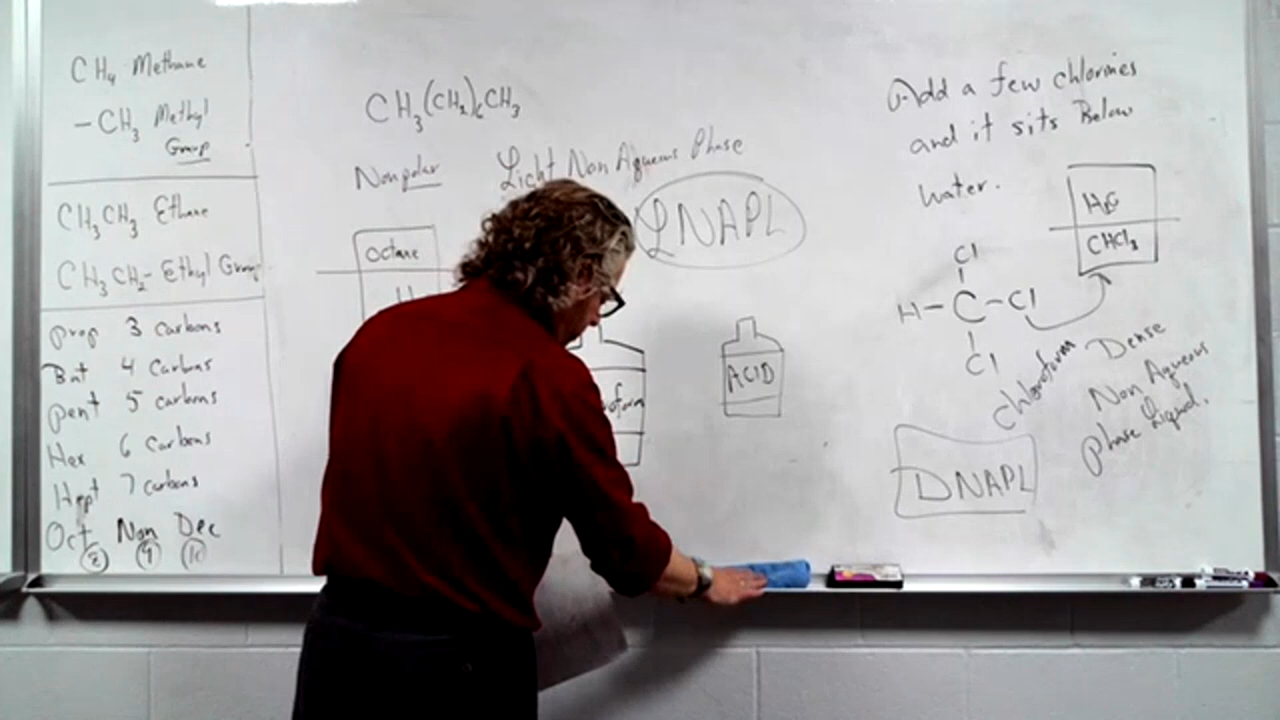 CH4 Methane
-CH3 Methyl
Group
CH3CH3 Ethane
CH3CH2- Ethyl Group
prop 3 carbons
But 4 carbons
pent 5 carbons
Hex 6 carbons
Hept 7 carbons
Oct Non Dec
9 10
CH3(CH2)6CH3
Nonpolar
Light Non Aqueous Phase
LNAPL
octane
H
ACID
Add a few chlorines
and it sits Below
water.
H2O
CHCl3
Cl
H-C-Cl
Cl
chloroform
Dense
Non Aqueous
phase Liquid.
DNAPL